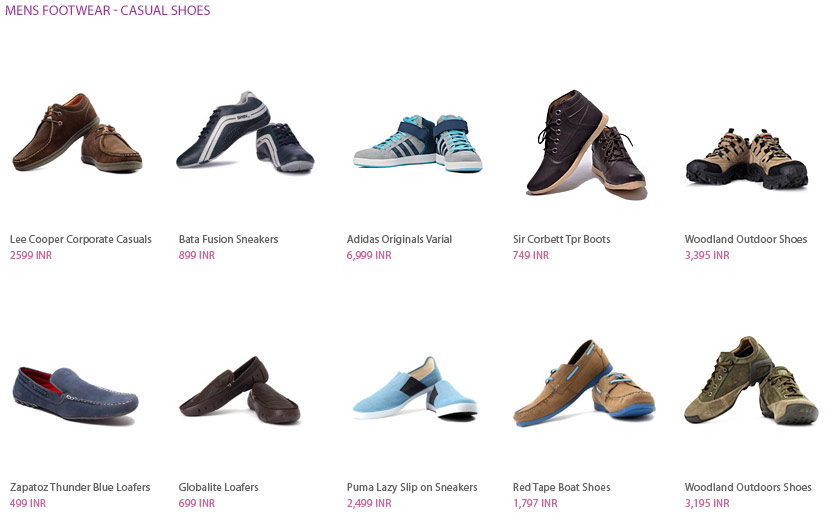 MENS FOOTWEAR - CASUAL SHOES
Lee Cooper Corporate Casuals
2599 INR
Bata Fusion Sneakers
899 INR
Adidas Originals Varial
6,999 INR
Sir Corbett Tpr Boots
749 INR
Woodland Outdoor Shoes
3,395 INR
Zapatoz Thunder Blue Loafers
499 INR
Globalite Loafers
699 INR
Puma Lazy Slip on Sneakers
2,499 INR
Red Tape Boat Shoes
1,797 INR
Woodland Outdoors Shoes
3,195 INR